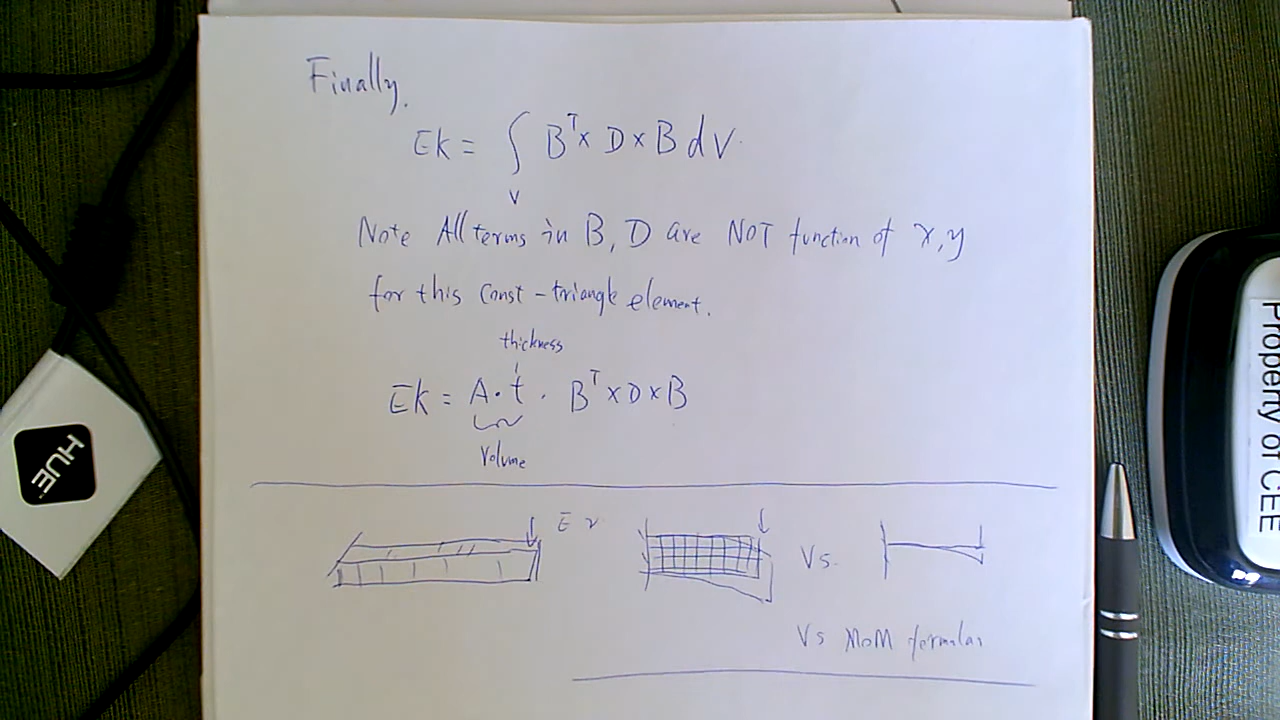 Finally,
Ek = ∫ Bᵀ × D × B dV
V
Note All terms in B, D are NOT function of x, y
for this const - triangle element.
thickness
Ek = A · t · Bᵀ × D × B
Volume
E ν
Vs.
Vs MoM formulas
HUE
Property of CEE